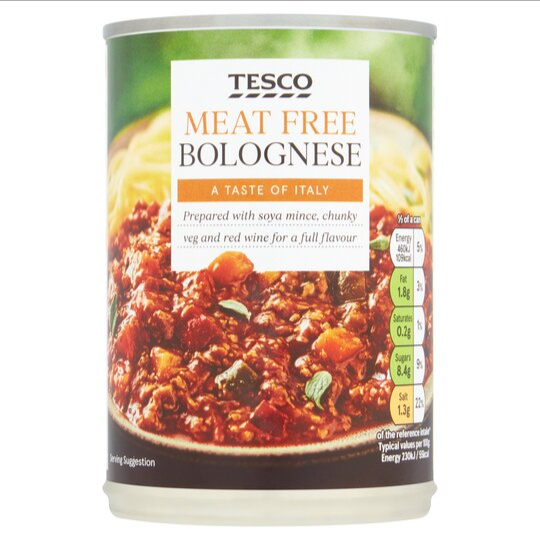 TESCO
MEAT FREE
BOLOGNESE
A TASTE OF ITALY
Prepared with soya mince, chunky
veg and red wine for a full flavour
½ of a can
Energy
460kJ
109kcal
5%
Fat
1.8g
3%
Saturates
0.2g
1%
Sugars
8.4g
9%
Salt
1.3g
22%
of the reference intake*
Typical values per 100g
Energy 230kJ / 55kcal
Serving Suggestion